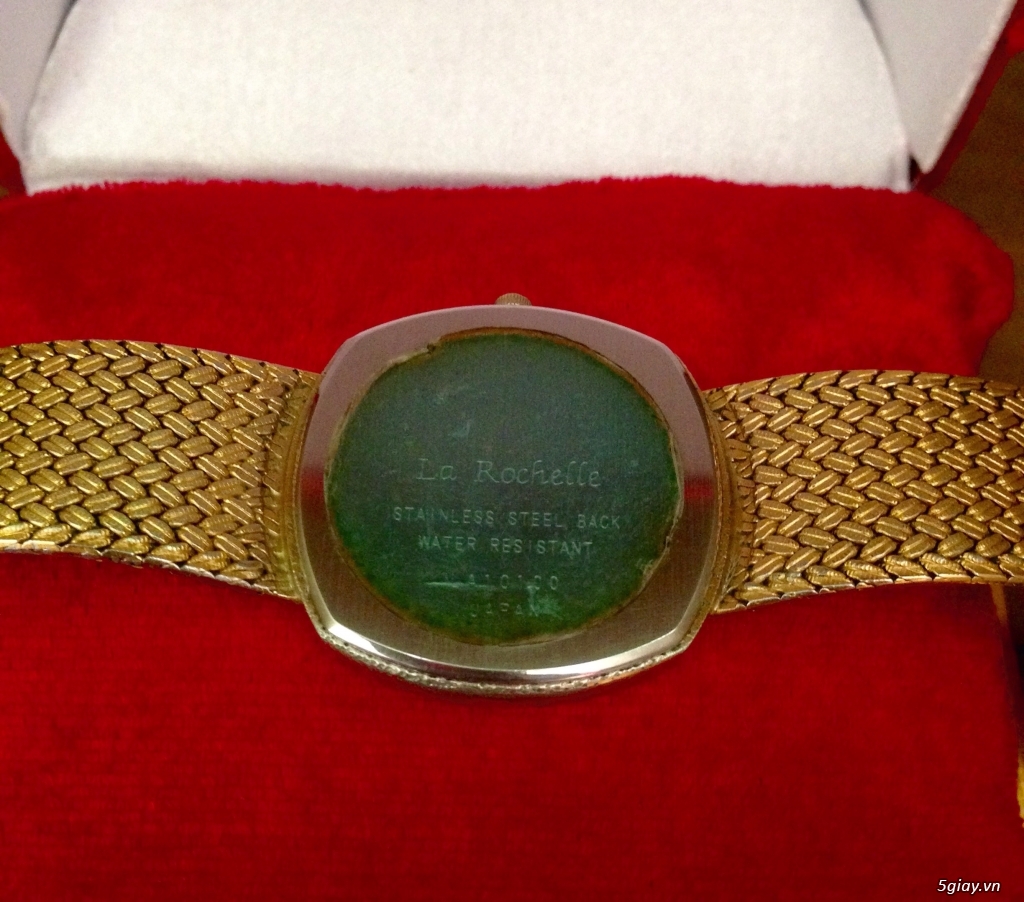 La Rochelle
STAINLESS STEEL BACK
WATER RESISTANT
JAPAN
5giay.vn